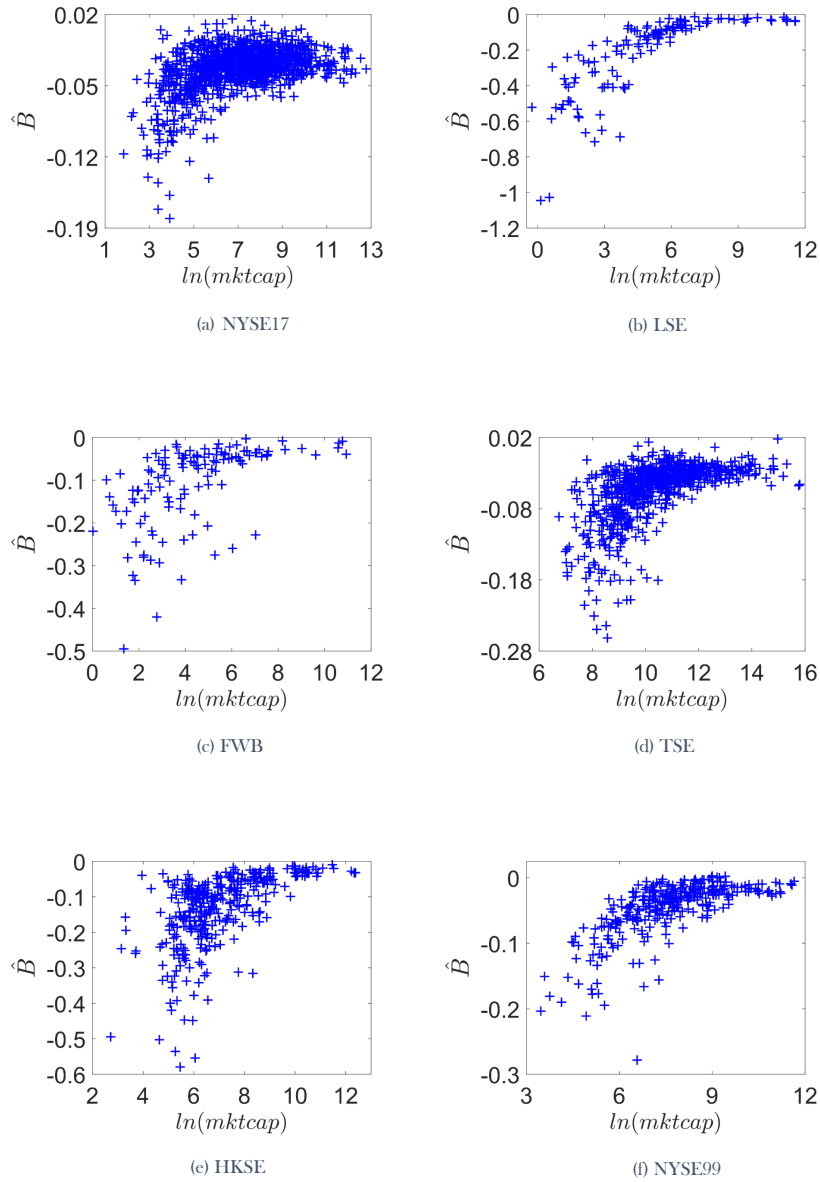 0.02
-0.05
-0.12
-0.19
B̂
1 3 5 7 9 11 13
ln(mktcap)
(a) NYSE17
0
-0.2
-0.4
-0.6
-0.8
-1
-1.2
B̂
0 3 6 9 12
ln(mktcap)
(b) LSE
0
-0.1
-0.2
-0.3
-0.4
-0.5
B̂
0 2 4 6 8 10 12
ln(mktcap)
(c) FWB
0.02
-0.08
-0.18
-0.28
B̂
6 8 10 12 14 16
ln(mktcap)
(d) TSE
0
-0.1
-0.2
-0.3
-0.4
-0.5
-0.6
B̂
2 4 6 8 10 12
ln(mktcap)
(e) HKSE
0
-0.1
-0.2
-0.3
B̂
3 6 9 12
ln(mktcap)
(f) NYSE99